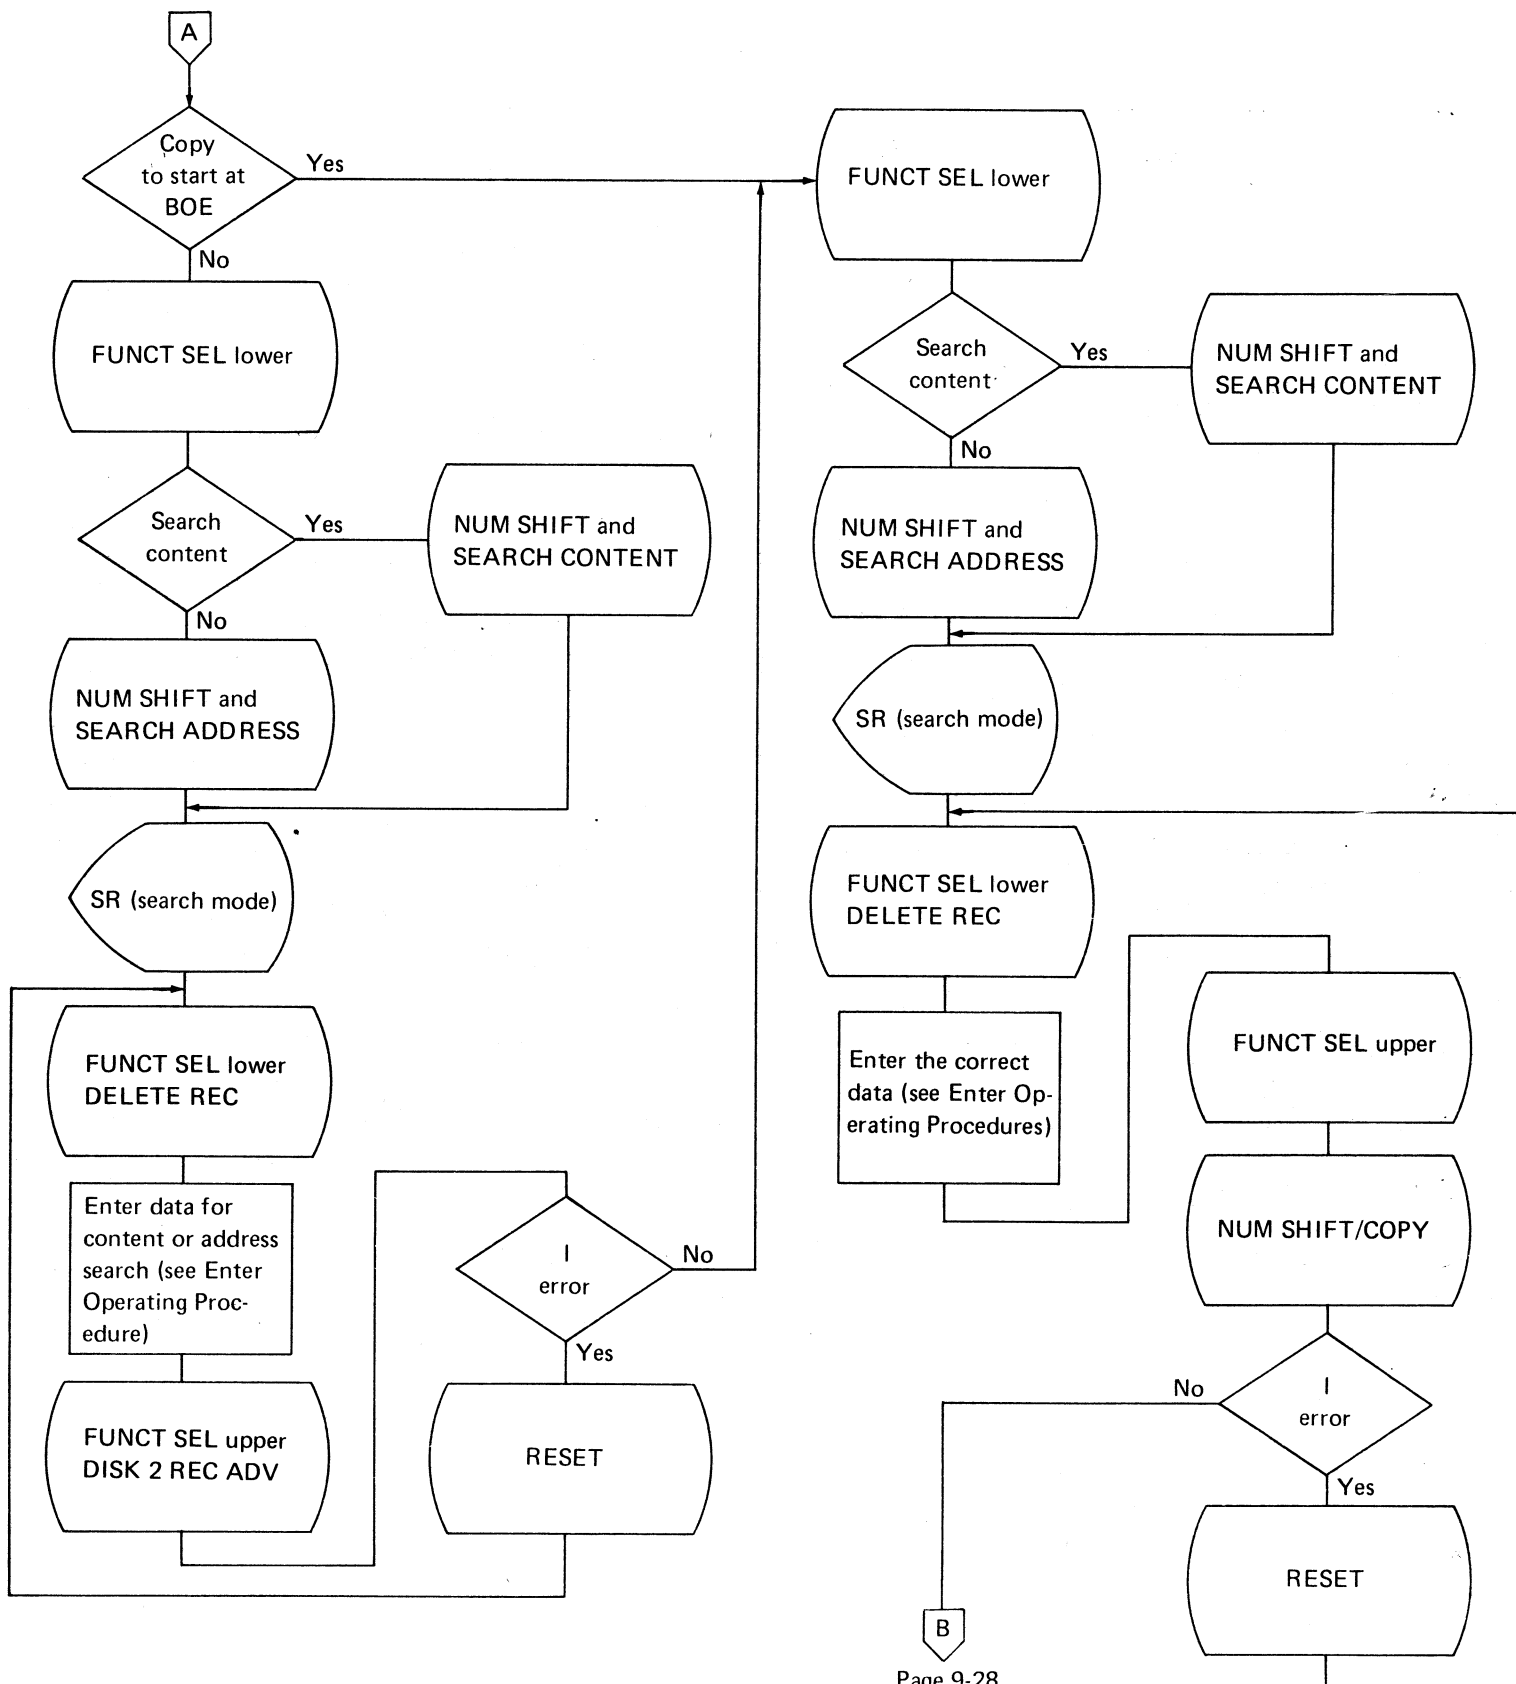 A
Copy
to start at
BOE
Yes
No
FUNCT SEL lower
Search
content
Yes
NUM SHIFT and
SEARCH CONTENT
No
NUM SHIFT and
SEARCH ADDRESS
SR (search mode)
FUNCT SEL lower
DELETE REC
Enter data for
content or address
search (see Enter
Operating Proc-
edure)
FUNCT SEL upper
DISK 2 REC ADV
I
error
No
Yes
RESET
FUNCT SEL lower
Search
content
Yes
NUM SHIFT and
SEARCH CONTENT
No
NUM SHIFT and
SEARCH ADDRESS
SR (search mode)
FUNCT SEL lower
DELETE REC
Enter the correct
data (see Enter Op-
erating Procedures)
FUNCT SEL upper
NUM SHIFT/COPY
I
error
No
Yes
RESET
B
Page 9-28